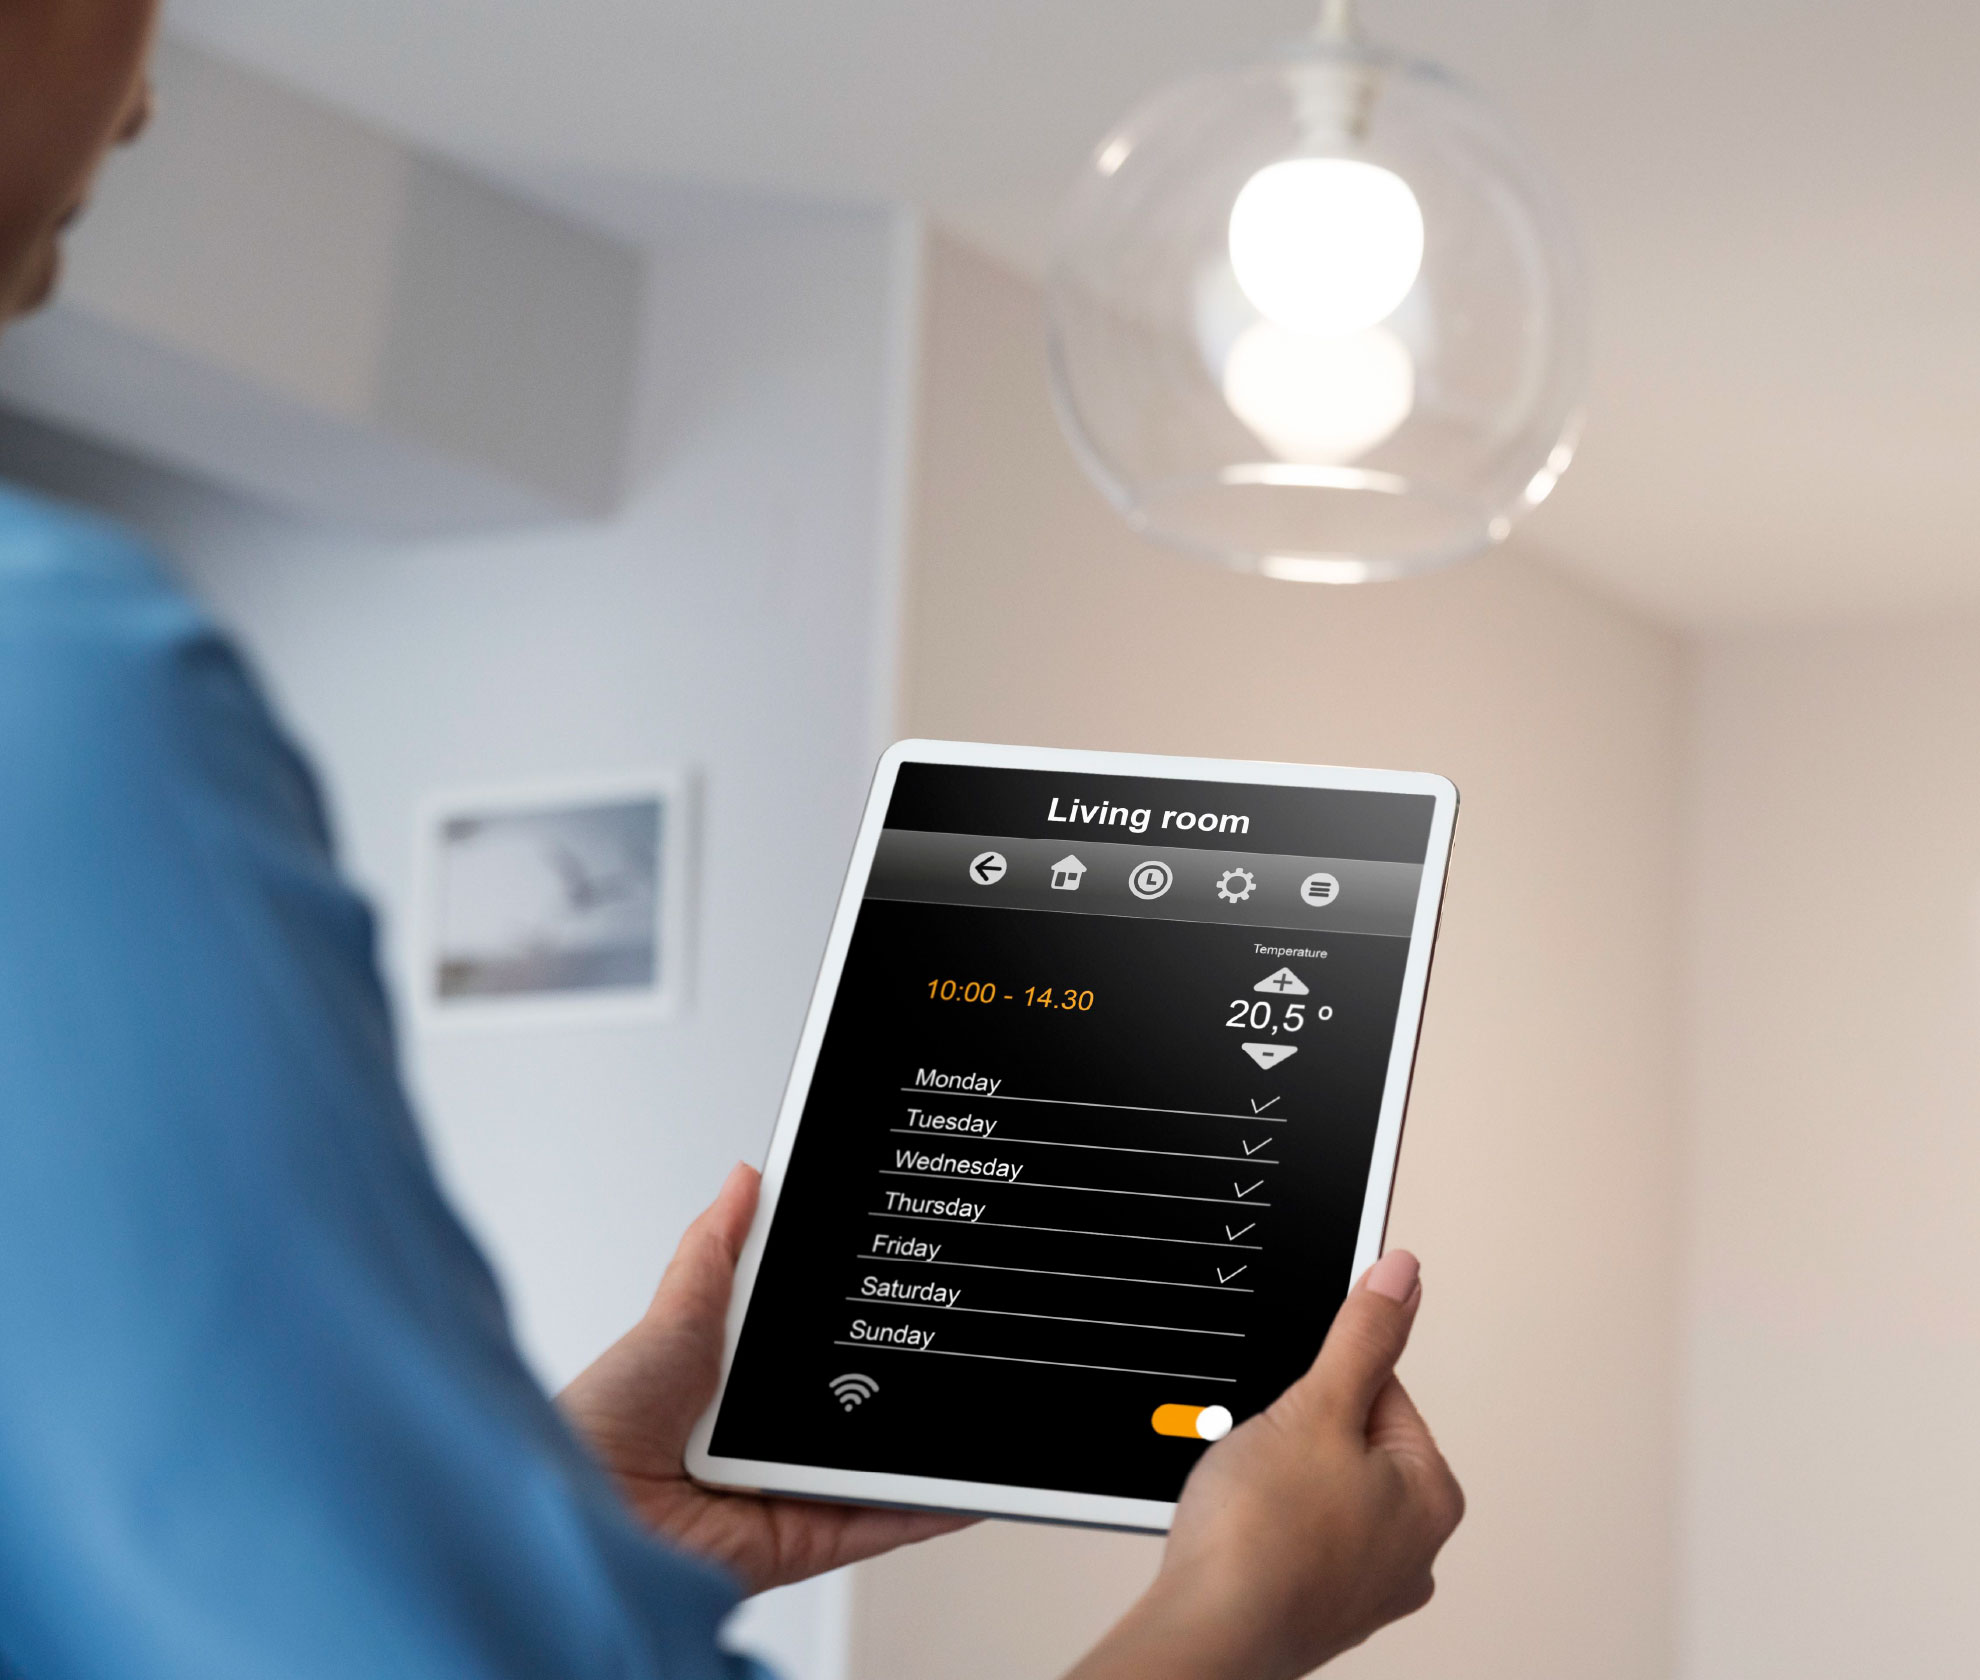 Living room
Temperature
10:00 - 14.30
20,5 º
Monday
Tuesday
Wednesday
Thursday
Friday
Saturday
Sunday